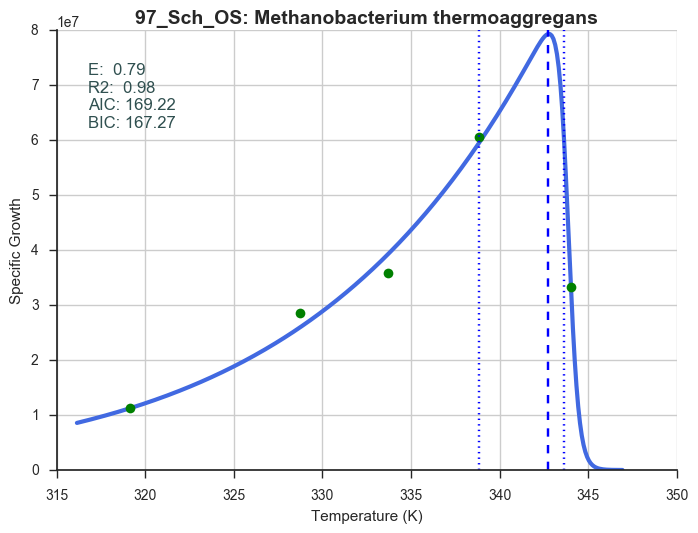 97_Sch_OS: Methanobacterium thermoaggregans
1e7
8
7
6
5
4
3
2
1
0
E:  0.79
R2:  0.98
AIC: 169.22
BIC: 167.27
Specific Growth
315 320 325 330 335 340 345 350
Temperature (K)